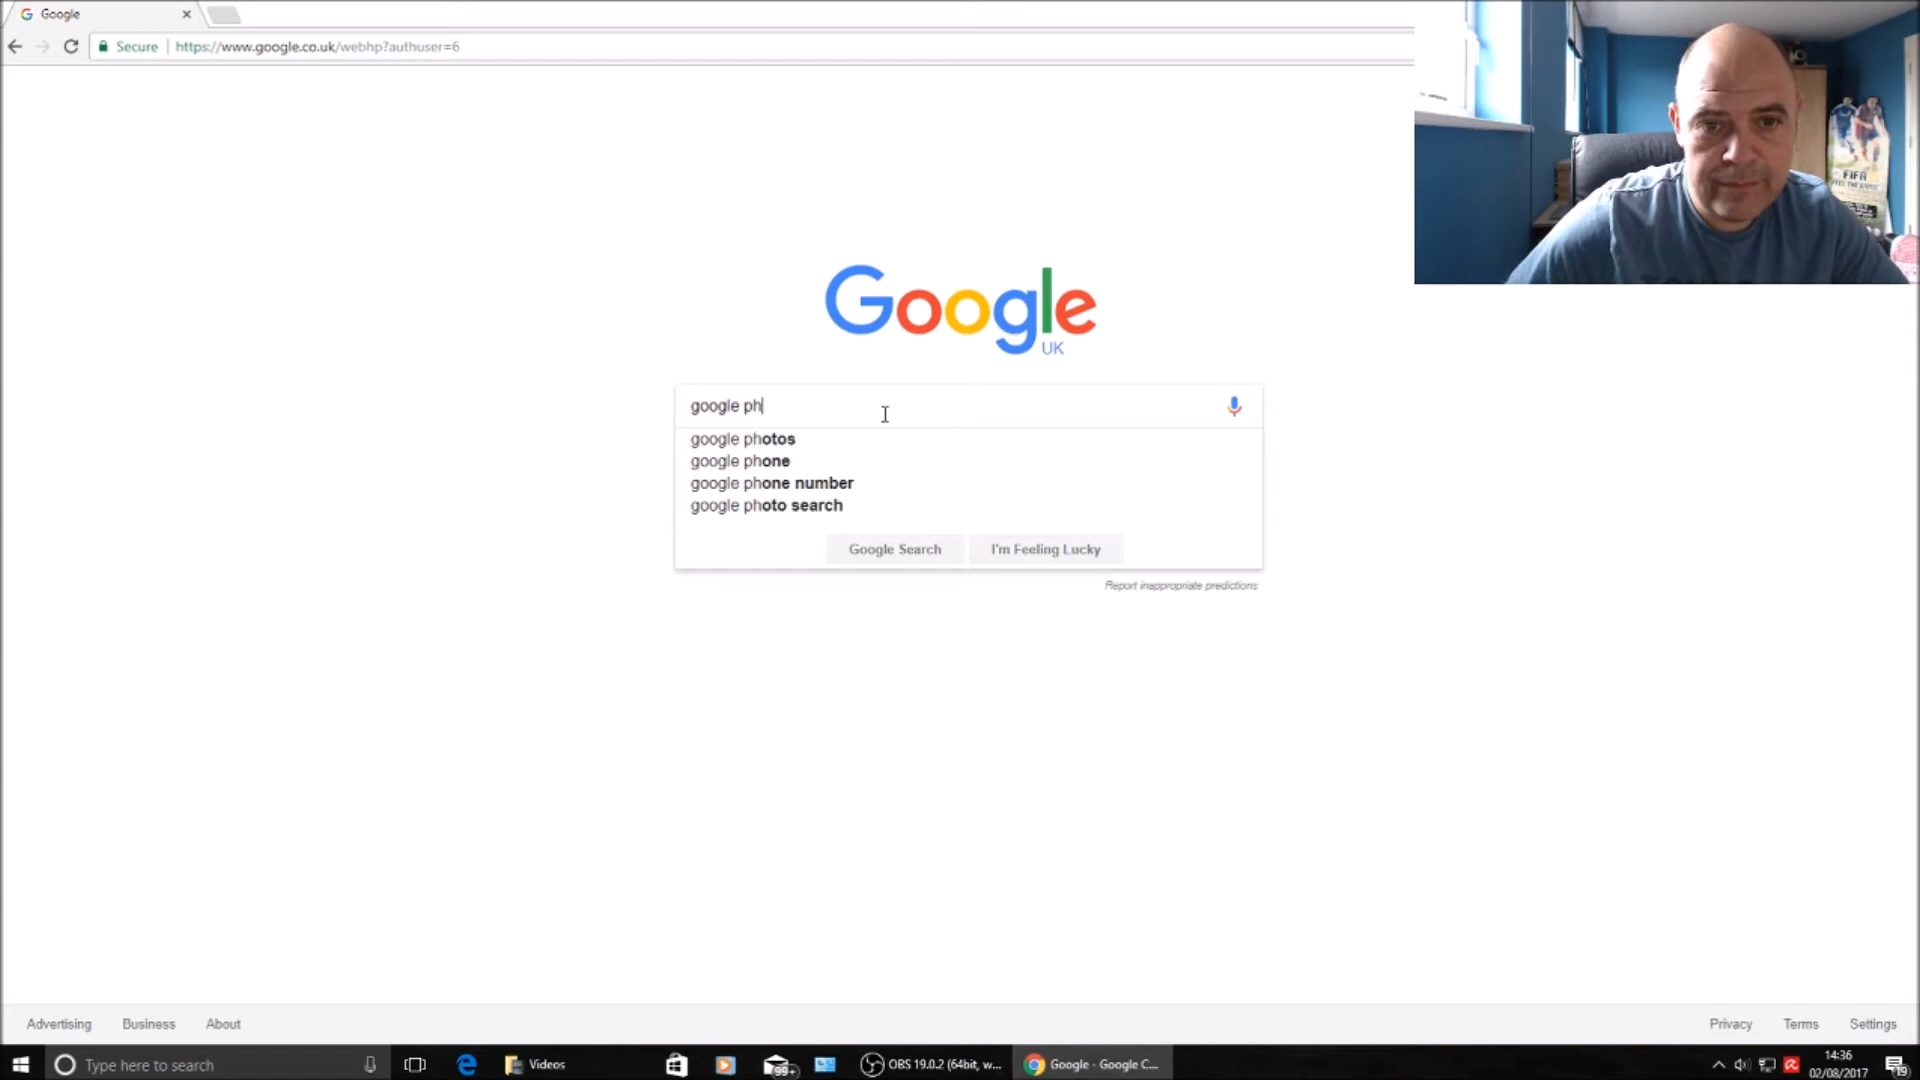 Google
Secure
https://www.google.co.uk/webhp?authuser=6
FIFA
Google
UK
google ph
google photos
google phone
google phone number
google photo search
Google Search
I'm Feeling Lucky
Report inappropriate predictions
Advertising
Business
About
Privacy
Terms
Settings
Type here to search
Videos
99+
OBS 19.0.2 (64bit, w...
Google - Google C...
14:36
02/08/2017
19